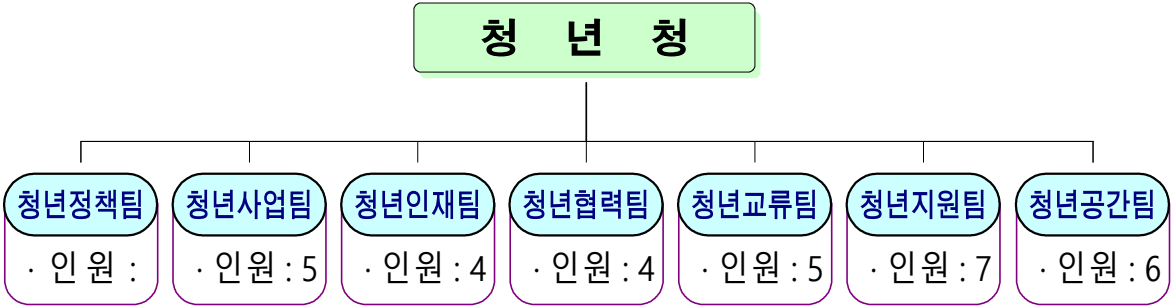 청 년 청
청년정책팀 청년사업팀 청년인재팀 청년협력팀 청년교류팀 청년지원팀 청년공간팀
· 인 원 : · 인원 : 5 · 인원 : 4 · 인원 : 4 · 인원 : 5 · 인원 : 7 · 인원 : 6